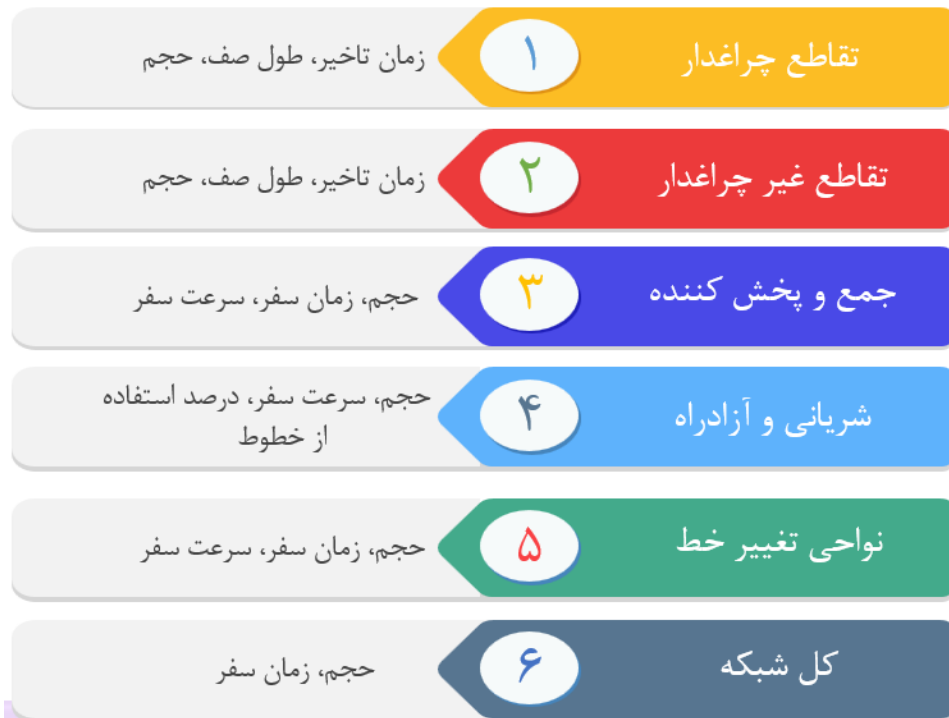 تقاطع چراغدار
۱
زمان تاخیر، طول صف، حجم
تقاطع غیر چراغدار
۲
زمان تاخیر، طول صف، حجم
جمع و پخش کننده
۳
حجم، زمان سفر، سرعت سفر
شریانی و آزادراه
۴
حجم، سرعت سفر، درصد استفاده
از خطوط
نواحی تغییر خط
۵
حجم، زمان سفر، سرعت سفر
کل شبکه
۶
حجم، زمان سفر